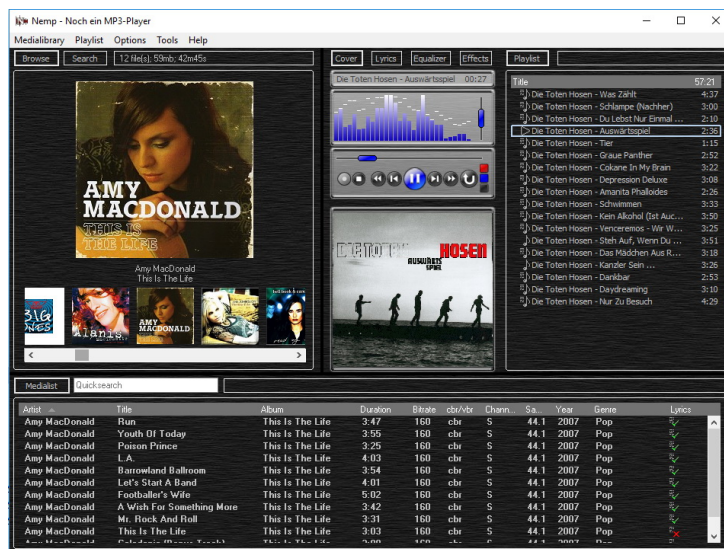 Nemp - Noch ein MP3-Player
Medialibrary Playlist Options Tools Help
Browse Search 12 file(s); 59mb; 42m45s
AMY
MACDONALD
THIS IS
THE LIFE
Amy MacDonald
This Is The Life
Alanis
AMY
MACDONALD
Cover Lyrics Equalizer Effects
Die Toten Hosen - Auswärtsspiel 00:27
DIE TOTEN HOSEN
AUSWÄRTS
SPIEL
Playlist
Title 57:21
Die Toten Hosen - Was Zählt 4:37
Die Toten Hosen - Schlampe (Nachher) 3:00
Die Toten Hosen - Du Lebst Nur Einmal ... 2:10
Die Toten Hosen - Auswärtsspiel 2:36
Die Toten Hosen - Tier 1:15
Die Toten Hosen - Graue Panther 2:52
Die Toten Hosen - Cokane In My Brain 3:22
Die Toten Hosen - Depression Deluxe 3:08
Die Toten Hosen - Amanita Phalloides 2:26
Die Toten Hosen - Schwimmen 3:33
Die Toten Hosen - Kein Alkohol (Ist Auc... 3:50
Die Toten Hosen - Venceremos - Wir W... 3:25
Die Toten Hosen - Steh Auf, Wenn Du ... 3:51
Die Toten Hosen - Das Mädchen Aus R... 3:18
Die Toten Hosen - Kanzler Sein ... 3:26
Die Toten Hosen - Dankbar 2:53
Die Toten Hosen - Daydreaming 3:10
Die Toten Hosen - Nur Zu Besuch 4:29
Medialist Quicksearch
Artist Title Album Duration Bitrate cbr/vbr Chann... Sa... Year Genre Lyrics
Amy MacDonald Run This Is The Life 3:47 160 cbr S 44.1 2007 Pop
Amy MacDonald Youth Of Today This Is The Life 3:55 160 cbr S 44.1 2007 Pop
Amy MacDonald Poison Prince This Is The Life 3:25 160 cbr S 44.1 2007 Pop
Amy MacDonald L.A. This Is The Life 4:03 160 cbr S 44.1 2007 Pop
Amy MacDonald Barrowland Ballroom This Is The Life 3:54 160 cbr S 44.1 2007 Pop
Amy MacDonald Let's Start A Band This Is The Life 4:01 160 cbr S 44.1 2007 Pop
Amy MacDonald Footballer's Wife This Is The Life 5:02 160 cbr S 44.1 2007 Pop
Amy MacDonald A Wish For Something More This Is The Life 3:42 160 cbr S 44.1 2007 Pop
Amy MacDonald Mr. Rock And Roll This Is The Life 3:31 160 cbr S 44.1 2007 Pop
Amy MacDonald This Is The Life This Is The Life 3:03 160 cbr S 44.1 2007 Pop